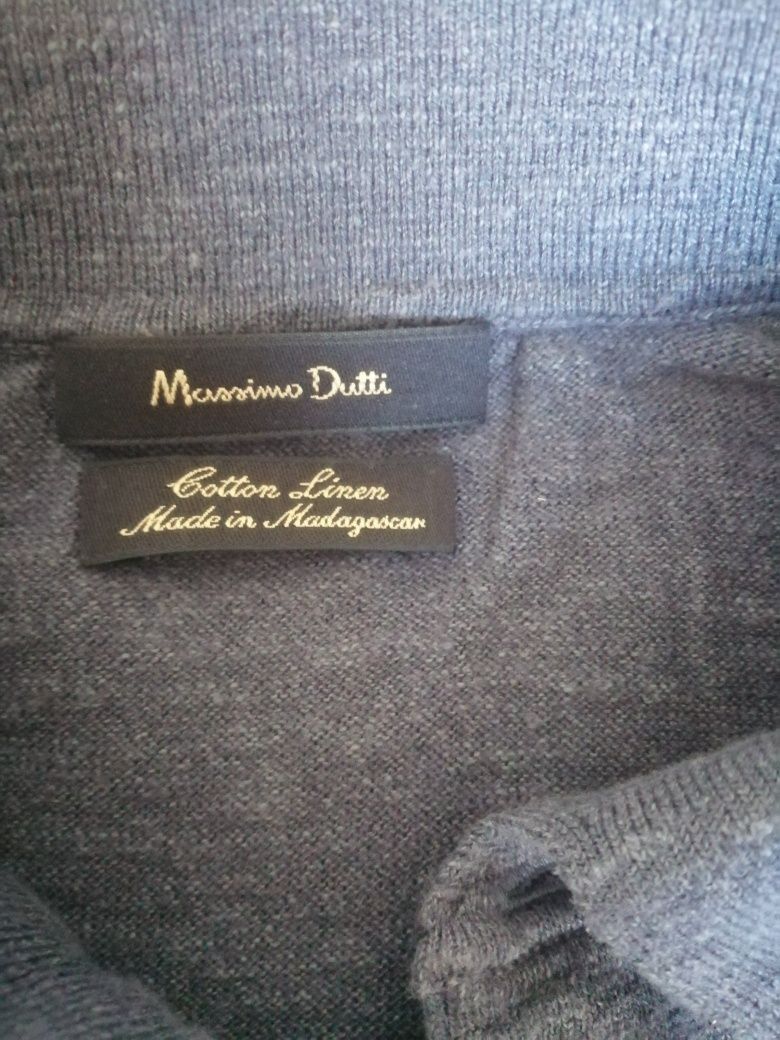 Massimo Dutti
Cotton Linen
Made in Madagascar